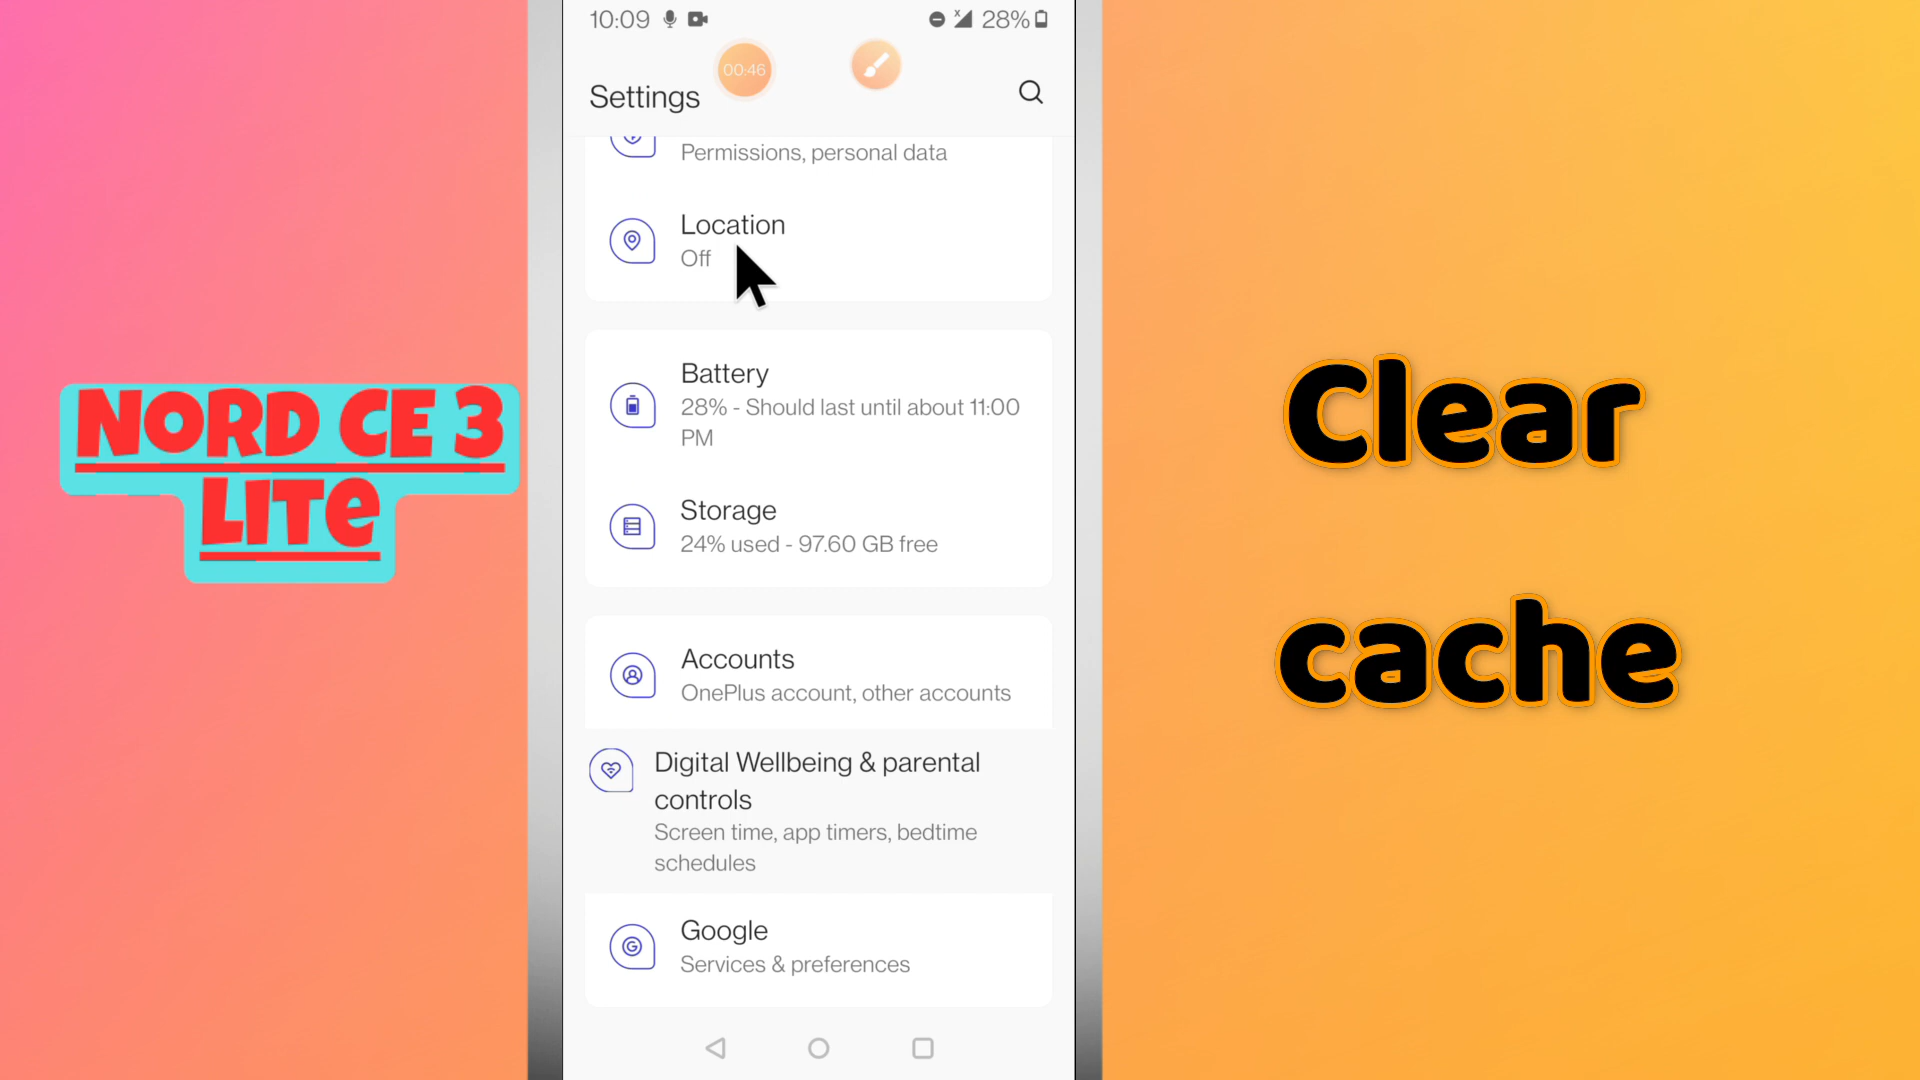 NORD CE 3
LITE
10:09
28%
00:46
Settings
Permissions, personal data
Location
Off
Battery
28% - Should last until about 11:00
PM
Storage
24% used - 97.60 GB free
Accounts
OnePlus account, other accounts
Digital Wellbeing & parental
controls
Screen time, app timers, bedtime
schedules
Google
Services & preferences
Clear
cache